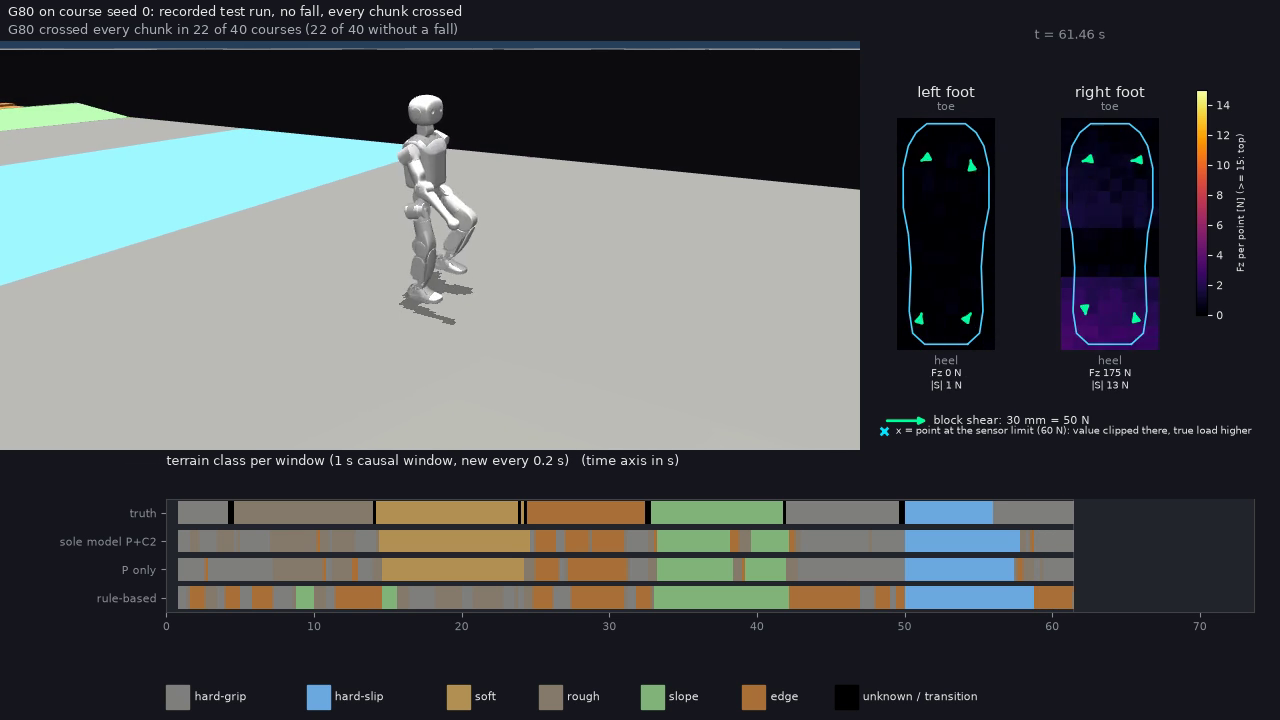 G80 on course seed 0: recorded test run, no fall, every chunk crossed
G80 crossed every chunk in 22 of 40 courses (22 of 40 without a fall)
t = 61.46 s
left foot
toe
right foot
toe
14
12
10
8
6
4
2
0
Fz per point [N] (>= 15: top)
heel
Fz 0 N
|S| 1 N
heel
Fz 175 N
|S| 13 N
block shear: 30 mm = 50 N
x = point at the sensor limit (60 N): value clipped there, true load higher
terrain class per window (1 s causal window, new every 0.2 s)   (time axis in s)
truth
sole model P+C2
P only
rule-based
0 10 20 30 40 50 60 70
hard-grip
hard-slip
soft
rough
slope
edge
unknown / transition